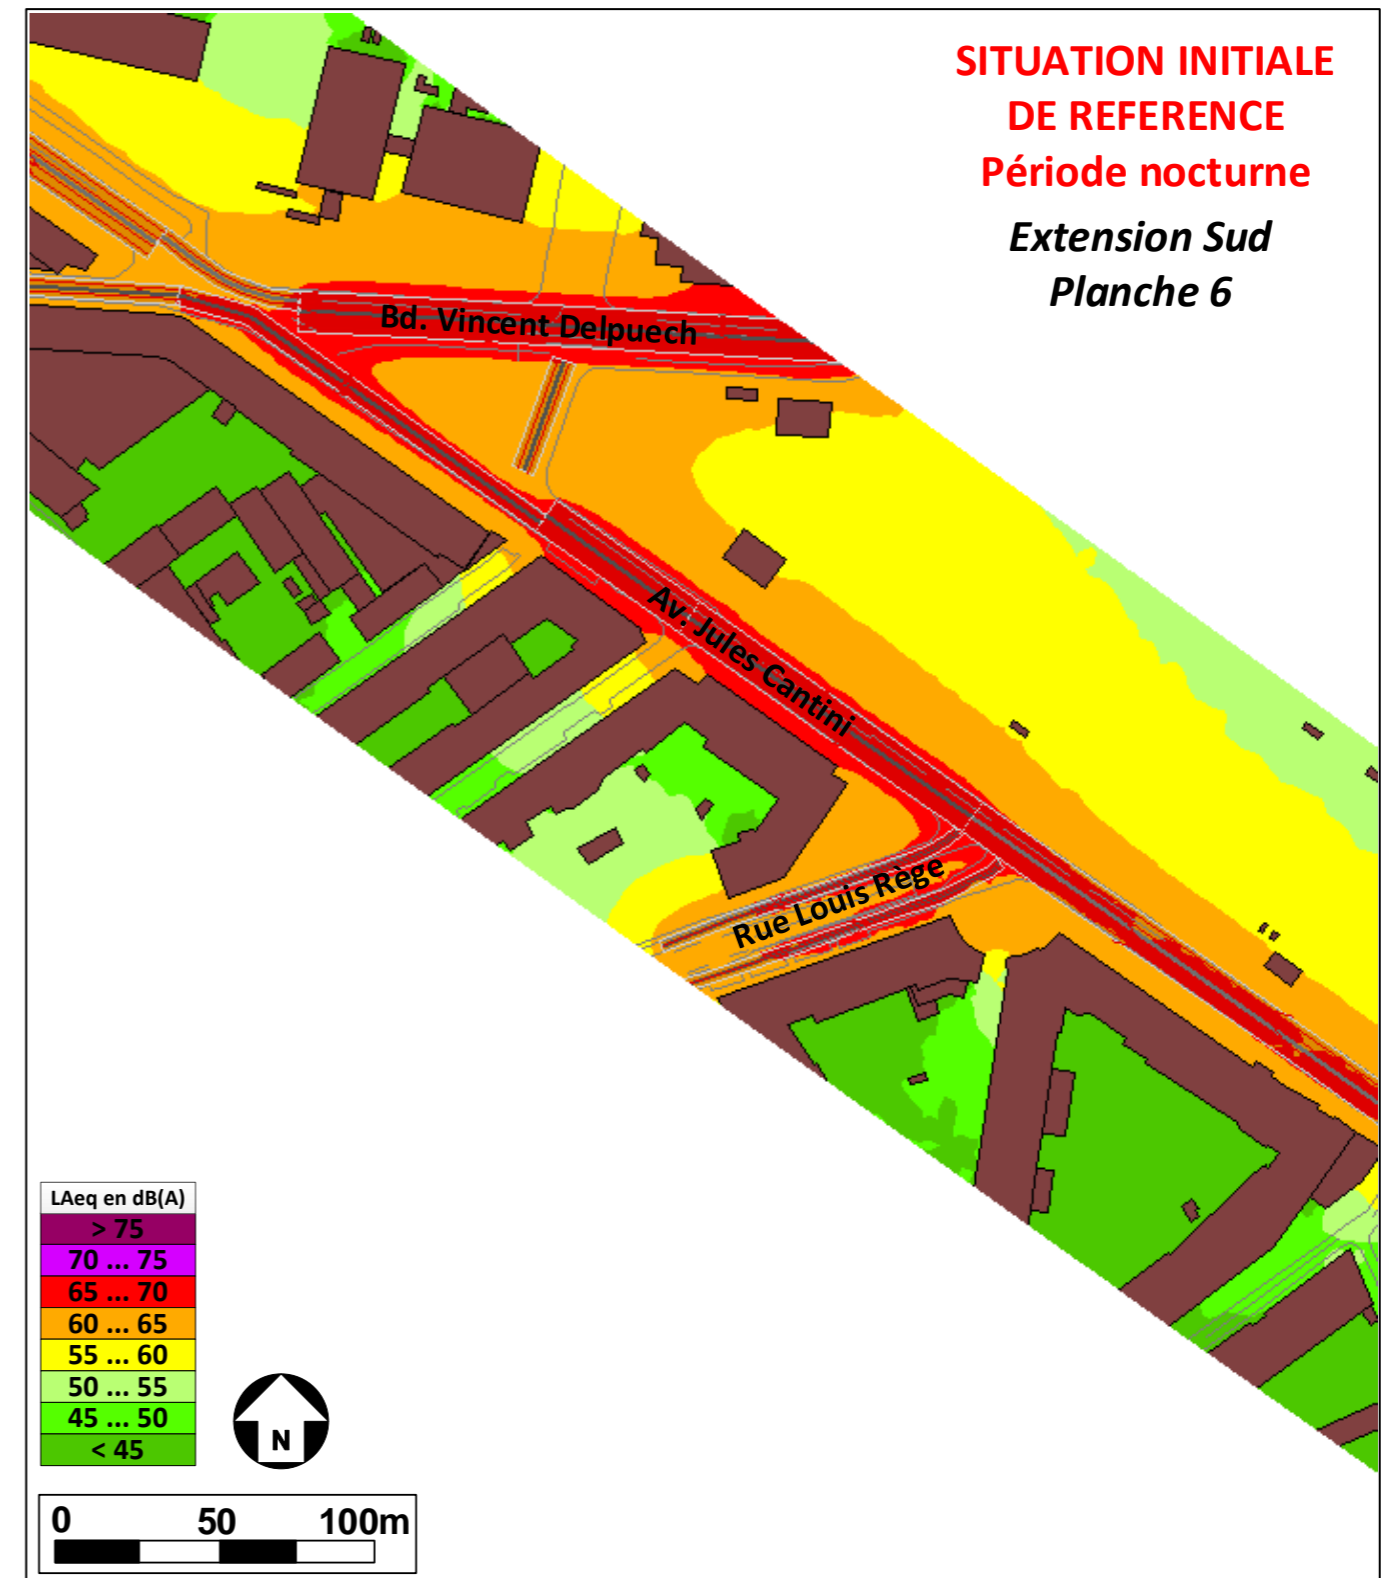 SITUATION INITIALE
DE REFERENCE
Période nocturne
Extension Sud
Planche 6
Bd. Vincent Delpuech
Av. Jules Cantini
Rue Louis Rège
LAeq en dB(A)
> 75
70 ... 75
65 ... 70
60 ... 65
55 ... 60
50 ... 55
45 ... 50
< 45
N
0 50 100m